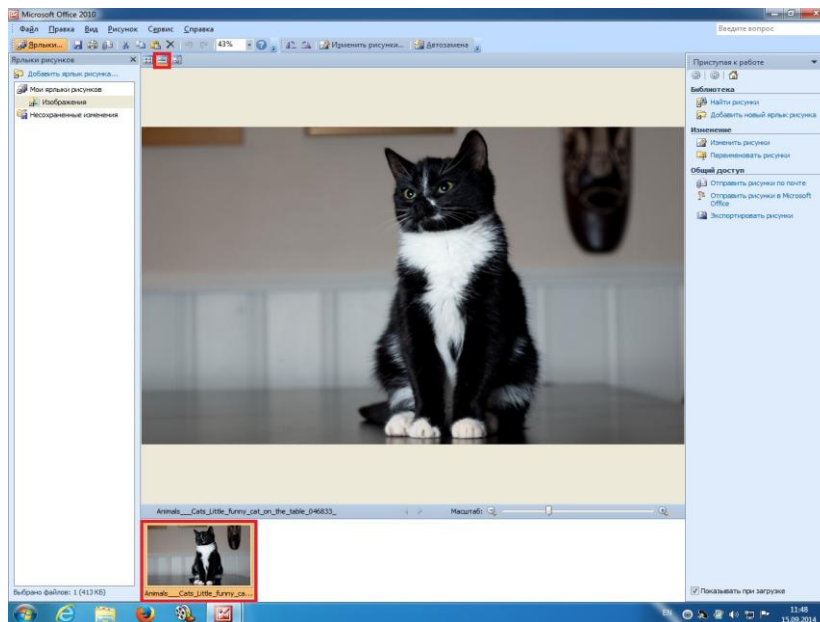 Microsoft Office 2010
Файл Правка Вид Рисунок Сервис Справка
Введите вопрос
Ярлыки... 43% Изменить рисунки... Автозамена
Ярлыки рисунков
Добавить ярлык рисунка...
Мои ярлыки рисунков
Изображения
Несохраненные изменения
Приступая к работе
Библиотека
Найти рисунки
Добавить новый ярлык рисунка
Изменение
Изменить рисунки
Переименовать рисунки
Общий доступ
Отправить рисунки по почте
Отправить рисунки в Microsoft
Office
Экспортировать рисунки
Animals___Cats_Little_funny_cat_on_the_table_046833_
Масштаб:
Animals___Cats_Little_funny_ca...
Выбрано файлов: 1 (413 КБ)
Показывать при загрузке
EN
11:48
15.09.2014